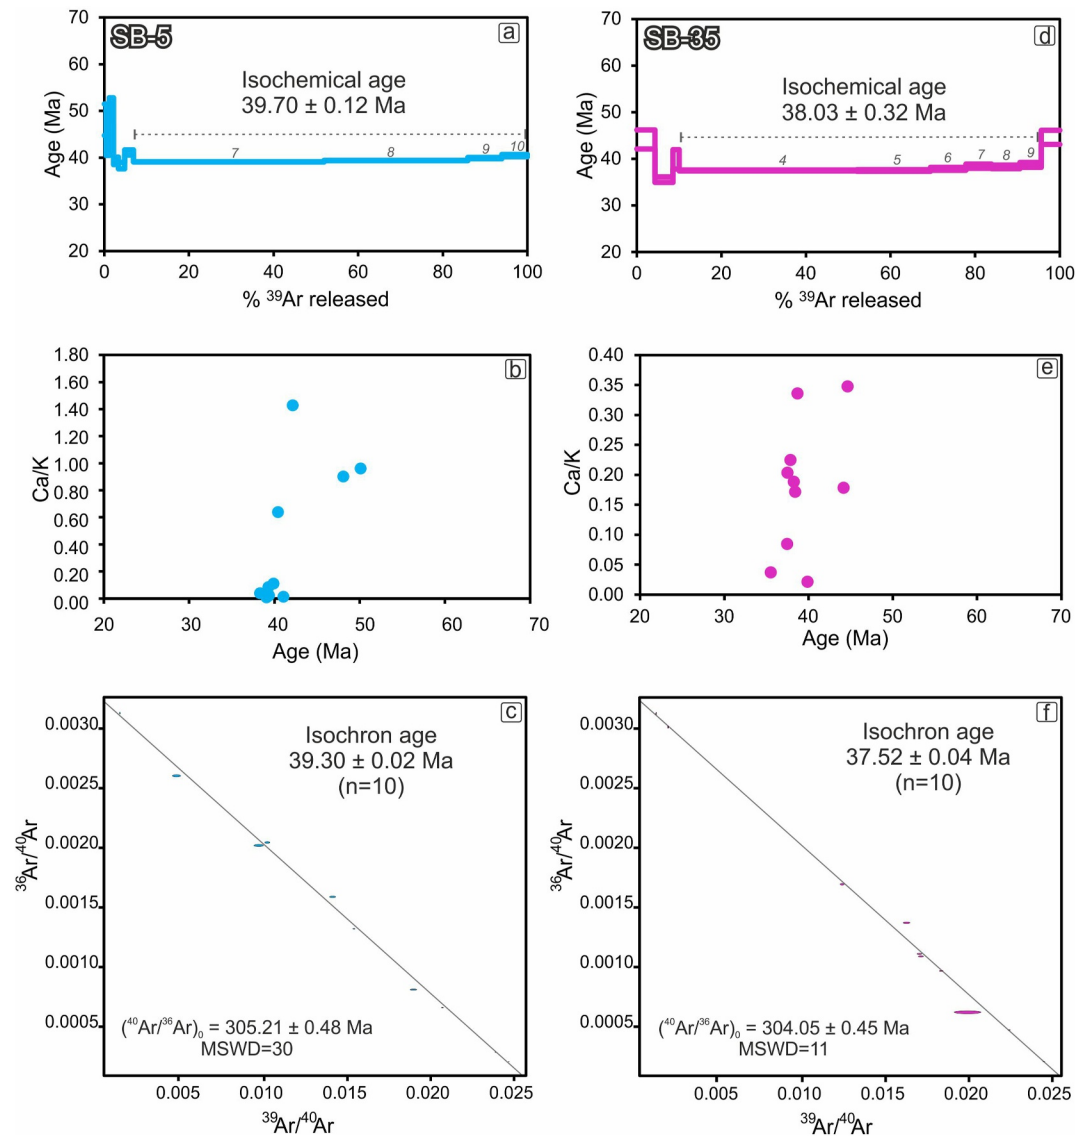 SB-5
a
Isochemical age
39.70 ± 0.12 Ma
7
8
9
10
70
60
50
40
30
20
Age (Ma)
0
20
40
60
80
100
% ³⁹Ar released
SB-35
d
Isochemical age
38.03 ± 0.32 Ma
4
5
6
7
8
9
70
60
50
40
30
20
Age (Ma)
0
20
40
60
80
100
% ³⁹Ar released
b
1.80
1.60
1.40
1.20
1.00
0.80
0.60
0.40
0.20
0.00
Ca/K
20
30
40
50
60
70
Age (Ma)
e
0.40
0.35
0.30
0.25
0.20
0.15
0.10
0.05
0.00
Ca/K
20
30
40
50
60
70
Age (Ma)
c
Isochron age
39.30 ± 0.02 Ma
(n=10)
0.0030
0.0025
0.0020
0.0015
0.0010
0.0005
³⁶Ar/⁴⁰Ar
(⁴⁰Ar/³⁶Ar)₀ = 305.21 ± 0.48 Ma
MSWD=30
0.005
0.010
0.015
0.020
0.025
³⁹Ar/⁴⁰Ar
f
Isochron age
37.52 ± 0.04 Ma
(n=10)
0.0030
0.0025
0.0020
0.0015
0.0010
0.0005
³⁶Ar/⁴⁰Ar
(⁴⁰Ar/³⁶Ar)₀ = 304.05 ± 0.45 Ma
MSWD=11
0.005
0.010
0.015
0.020
0.025
³⁹Ar/⁴⁰Ar